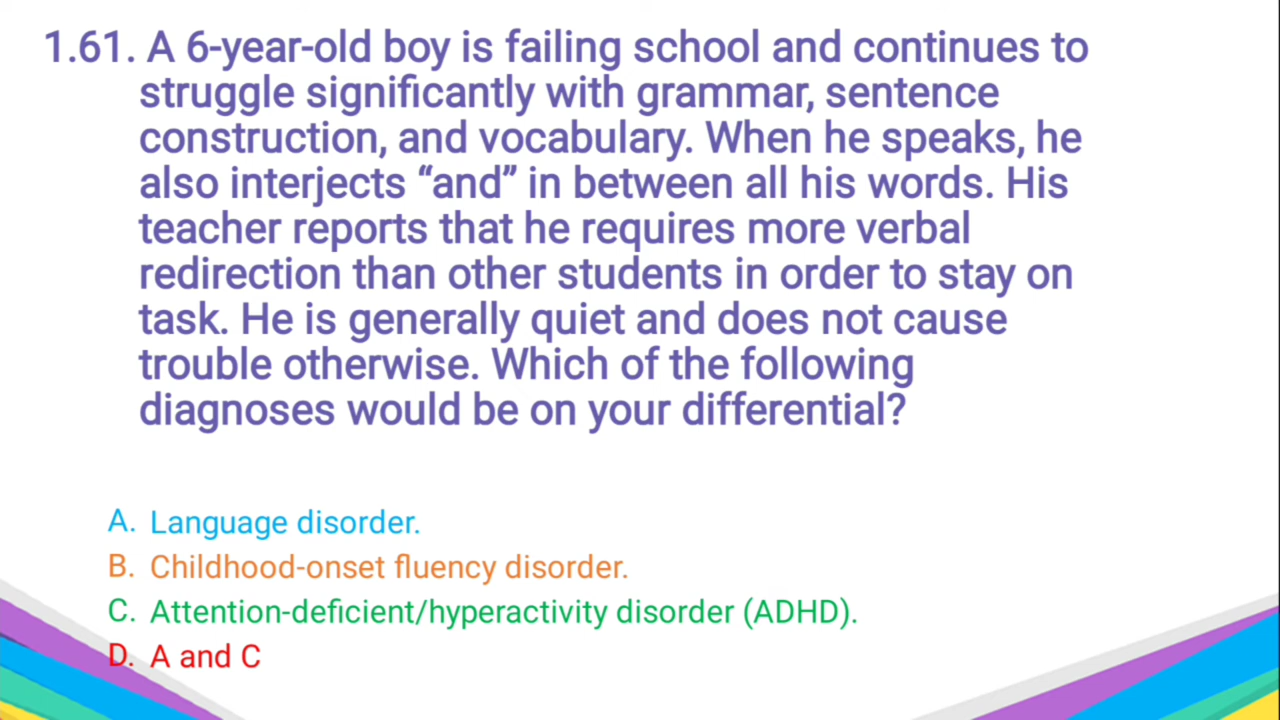 1.61. A 6-year-old boy is failing school and continues to
struggle significantly with grammar, sentence
construction, and vocabulary. When he speaks, he
also interjects “and” in between all his words. His
teacher reports that he requires more verbal
redirection than other students in order to stay on
task. He is generally quiet and does not cause
trouble otherwise. Which of the following
diagnoses would be on your differential?
A. Language disorder.
B. Childhood-onset fluency disorder.
C. Attention-deficient/hyperactivity disorder (ADHD).
D. A and C